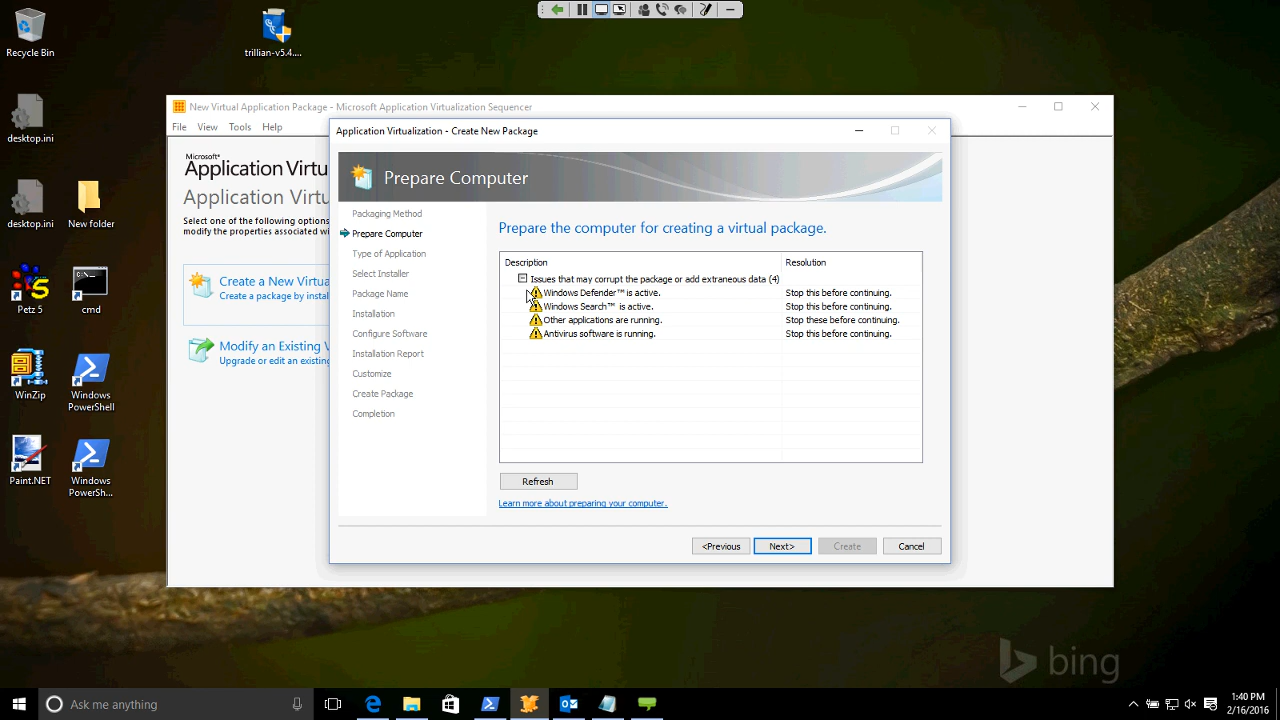 Recycle Bin
trillian-v5.4....
desktop.ini
desktop.ini
New folder
Petz 5
cmd
WinZip
Windows
PowerShell
Paint.NET
Windows
PowerSh...
New Virtual Application Package - Microsoft Application Virtualization Sequencer
File View Tools Help
Microsoft®
Application Virtu
Application Virtu
Select one of the following options
modify the properties associated wi
Create a New Virtua
Create a package by instal
Modify an Existing V
Upgrade or edit an existing
Application Virtualization - Create New Package
Prepare Computer
Packaging Method
Prepare Computer
Type of Application
Select Installer
Package Name
Installation
Configure Software
Installation Report
Customize
Create Package
Completion
Prepare the computer for creating a virtual package.
Description Resolution
Issues that may corrupt the package or add extraneous data (4)
Windows Defender™ is active. Stop this before continuing.
Windows Search™ is active. Stop this before continuing.
Other applications are running. Stop these before continuing.
Antivirus software is running. Stop this before continuing.
Refresh
Learn more about preparing your computer.
<Previous Next> Create Cancel
bing
Ask me anything
1:40 PM
2/16/2016